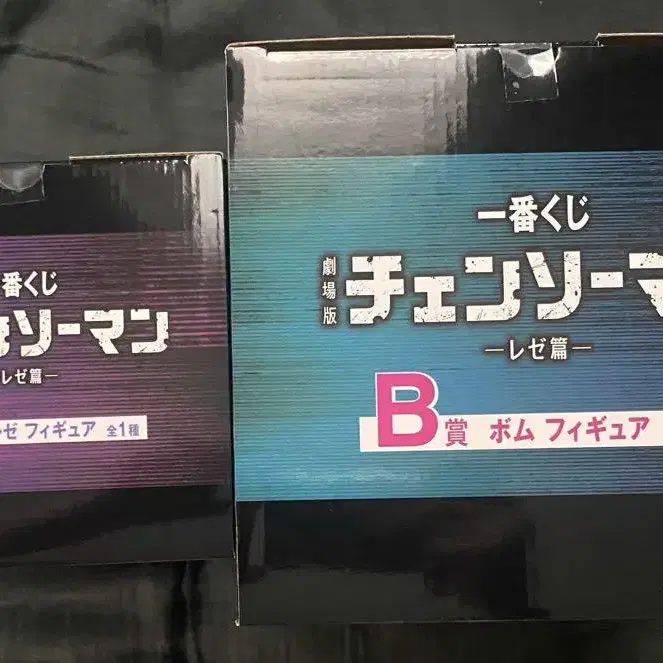 番くじ
ソーマン
レゼ篇―
ゼ フィギュア 全1種
一番くじ
劇場版
チェンソーマ
―レゼ篇―
B賞 ボム フィギュア